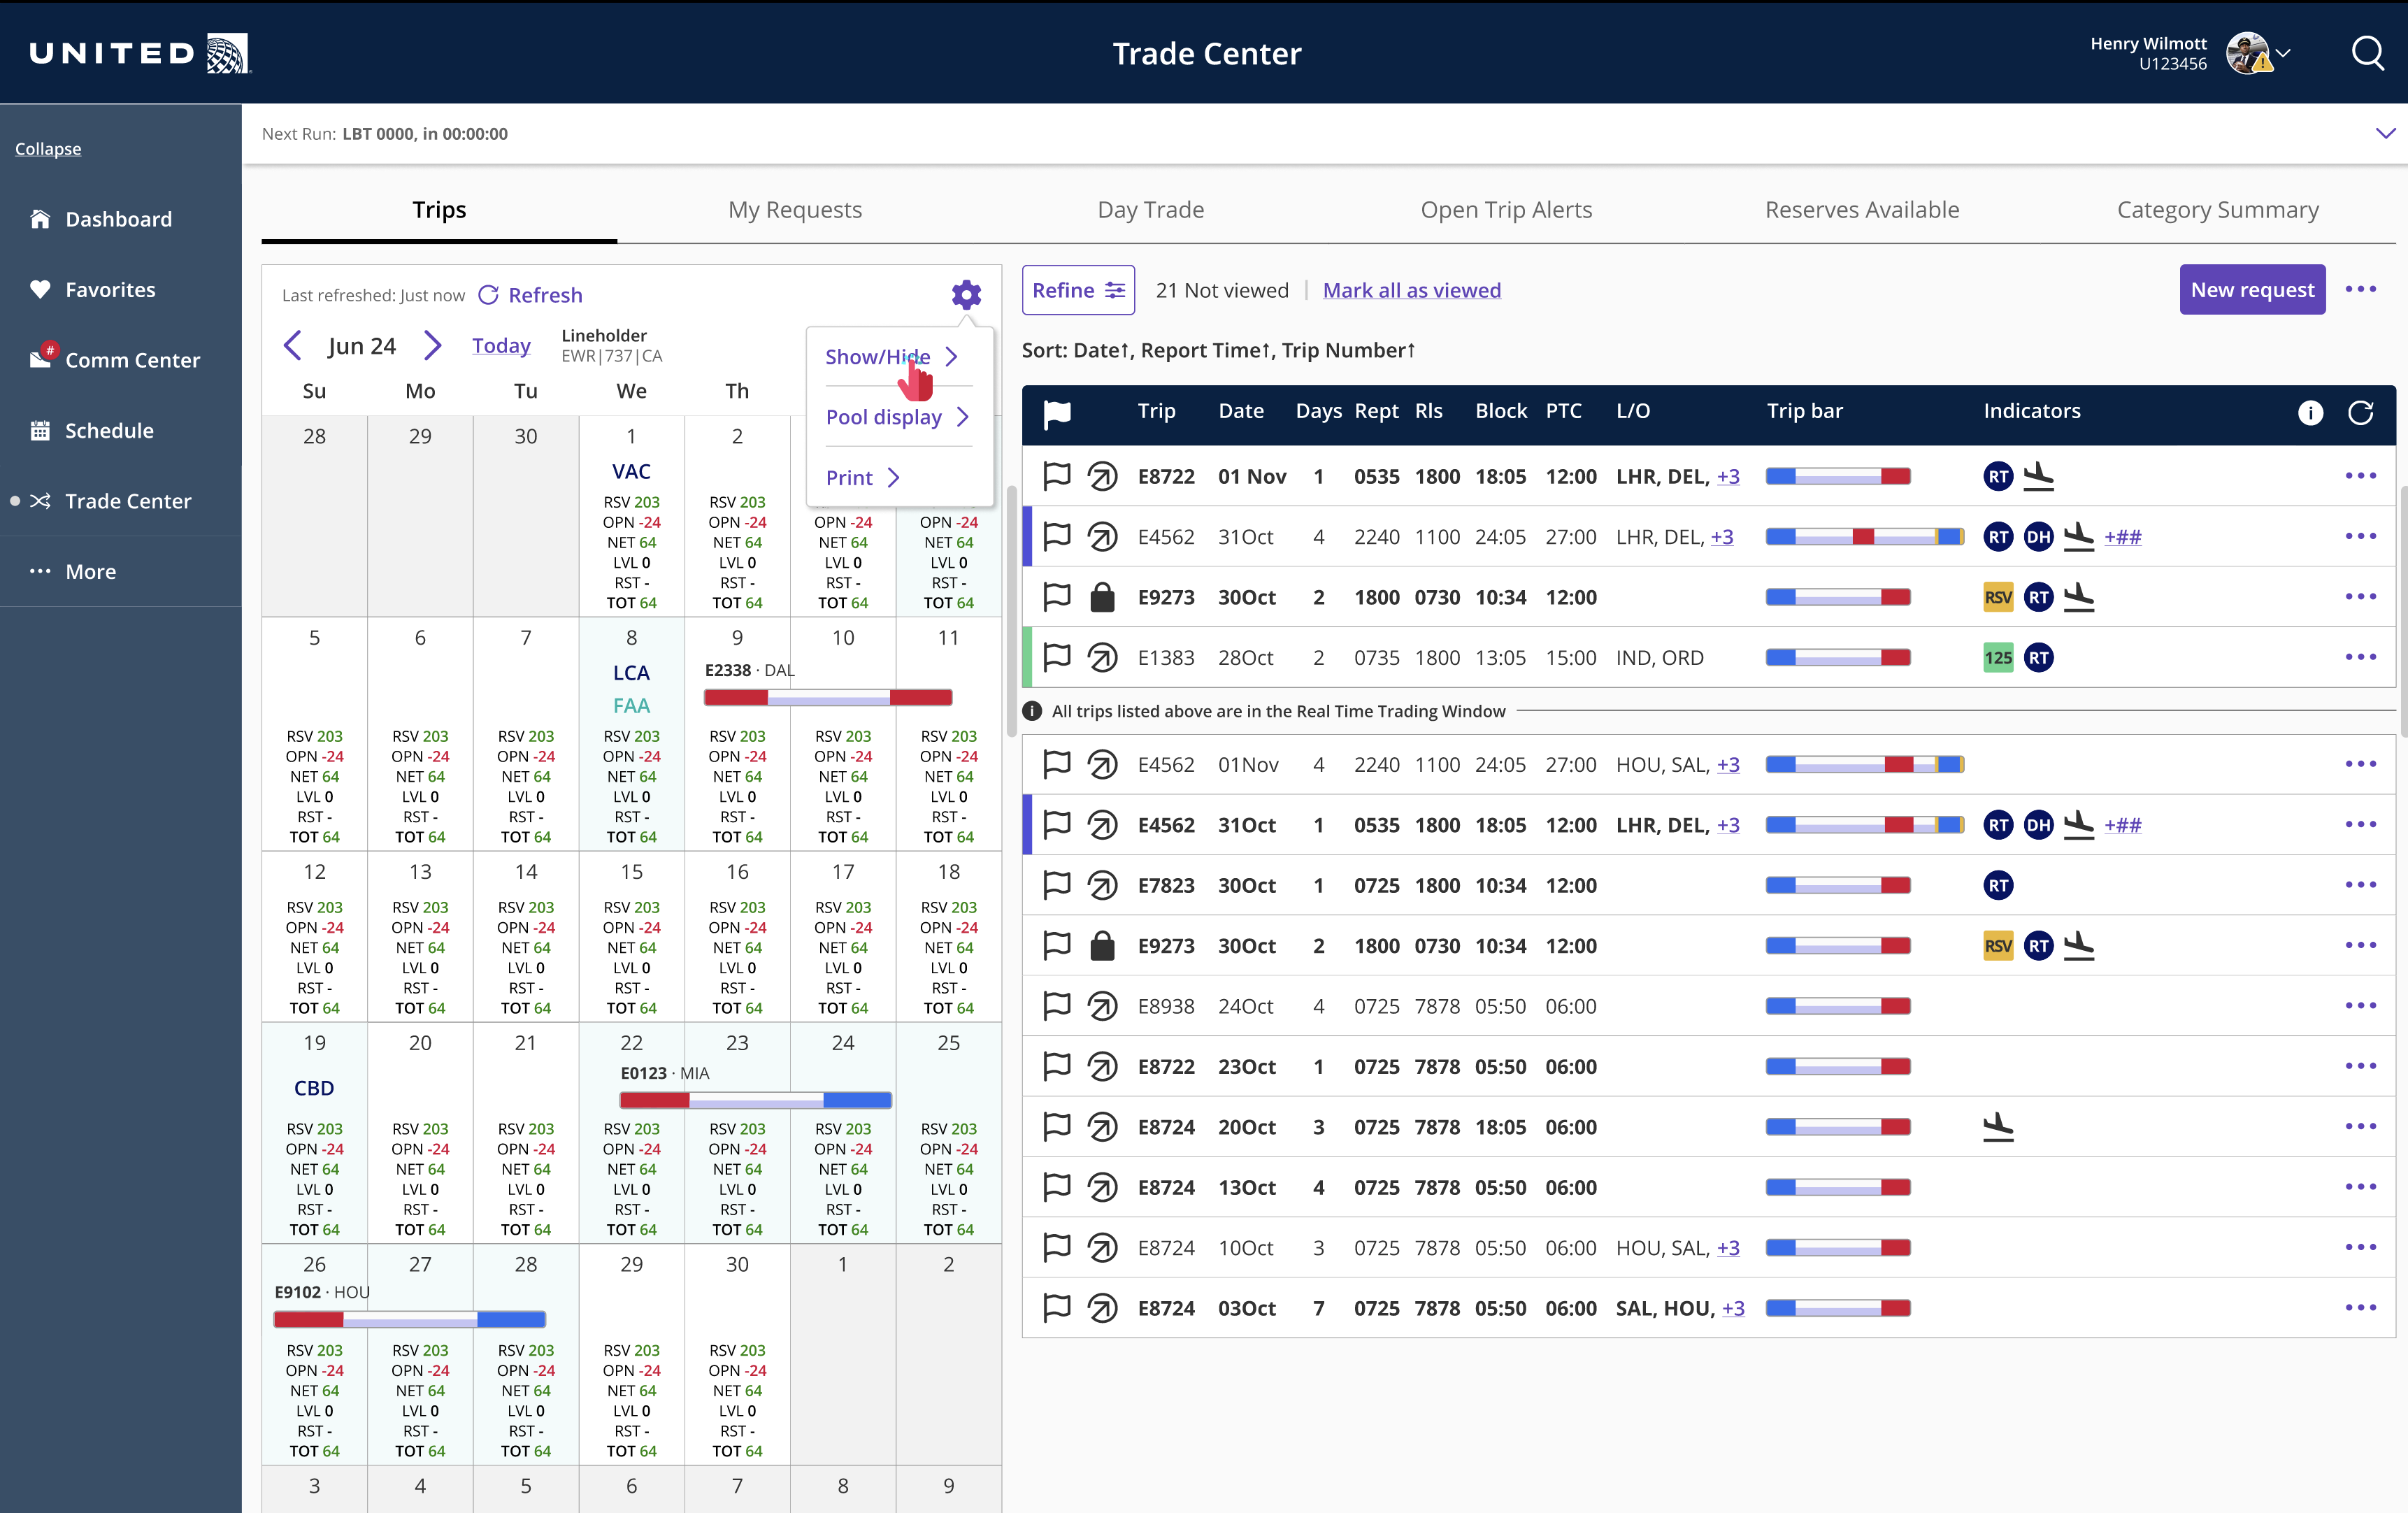 UNITED
Trade Center
Henry Wilmott
U123456
Collapse
Dashboard
Favorites
#
Comm Center
Schedule
Trade Center
More
Next Run: LBT 0000, in 00:00:00
Trips My Requests Day Trade Open Trip Alerts Reserves Available Category Summary
Last refreshed: Just now Refresh
Jun 24 Today
Lineholder
EWR|737|CA
Show/Hide
Pool display
Print
Su Mo Tu We Th
28 29 30 1 2
VAC
RSV 203 RSV 203
OPN -24 OPN -24 OPN -24 OPN -24
NET 64 NET 64 NET 64 NET 64
LVL 0 LVL 0 LVL 0 LVL 0
RST - RST - RST - RST -
TOT 64 TOT 64 TOT 64 TOT 64
5 6 7 8 9 10 11
LCA
FAA
E2338 · DAL
RSV 203 RSV 203 RSV 203 RSV 203 RSV 203 RSV 203 RSV 203
OPN -24 OPN -24 OPN -24 OPN -24 OPN -24 OPN -24 OPN -24
NET 64 NET 64 NET 64 NET 64 NET 64 NET 64 NET 64
LVL 0 LVL 0 LVL 0 LVL 0 LVL 0 LVL 0 LVL 0
RST - RST - RST - RST - RST - RST - RST -
TOT 64 TOT 64 TOT 64 TOT 64 TOT 64 TOT 64 TOT 64
12 13 14 15 16 17 18
RSV 203 RSV 203 RSV 203 RSV 203 RSV 203 RSV 203 RSV 203
OPN -24 OPN -24 OPN -24 OPN -24 OPN -24 OPN -24 OPN -24
NET 64 NET 64 NET 64 NET 64 NET 64 NET 64 NET 64
LVL 0 LVL 0 LVL 0 LVL 0 LVL 0 LVL 0 LVL 0
RST - RST - RST - RST - RST - RST - RST -
TOT 64 TOT 64 TOT 64 TOT 64 TOT 64 TOT 64 TOT 64
19 20 21 22 23 24 25
CBD
E0123 · MIA
RSV 203 RSV 203 RSV 203 RSV 203 RSV 203 RSV 203 RSV 203
OPN -24 OPN -24 OPN -24 OPN -24 OPN -24 OPN -24 OPN -24
NET 64 NET 64 NET 64 NET 64 NET 64 NET 64 NET 64
LVL 0 LVL 0 LVL 0 LVL 0 LVL 0 LVL 0 LVL 0
RST - RST - RST - RST - RST - RST - RST -
TOT 64 TOT 64 TOT 64 TOT 64 TOT 64 TOT 64 TOT 64
26 27 28 29 30 1 2
E9102 · HOU
RSV 203 RSV 203 RSV 203 RSV 203 RSV 203
OPN -24 OPN -24 OPN -24 OPN -24 OPN -24
NET 64 NET 64 NET 64 NET 64 NET 64
LVL 0 LVL 0 LVL 0 LVL 0 LVL 0
RST - RST - RST - RST - RST -
TOT 64 TOT 64 TOT 64 TOT 64 TOT 64
3 4 5 6 7 8 9
Refine 21 Not viewed | Mark all as viewed New request
Sort: Date↑, Report Time↑, Trip Number↑
Trip Date Days Rept Rls Block PTC L/O Trip bar Indicators i
E8722 01 Nov 1 0535 1800 18:05 12:00 LHR, DEL, +3 RT
E4562 31Oct 4 2240 1100 24:05 27:00 LHR, DEL, +3 RT DH +##
E9273 30Oct 2 1800 0730 10:34 12:00 RSV RT
E1383 28Oct 2 0735 1800 13:05 15:00 IND, ORD 125 RT
i All trips listed above are in the Real Time Trading Window
E4562 01Nov 4 2240 1100 24:05 27:00 HOU, SAL, +3
E4562 31Oct 1 0535 1800 18:05 12:00 LHR, DEL, +3 RT DH +##
E7823 30Oct 1 0725 1800 10:34 12:00 RT
E9273 30Oct 2 1800 0730 10:34 12:00 RSV RT
E8938 24Oct 4 0725 7878 05:50 06:00
E8722 23Oct 1 0725 7878 05:50 06:00
E8724 20Oct 3 0725 7878 18:05 06:00
E8724 13Oct 4 0725 7878 05:50 06:00
E8724 10Oct 3 0725 7878 05:50 06:00 HOU, SAL, +3
E8724 03Oct 7 0725 7878 05:50 06:00 SAL, HOU, +3